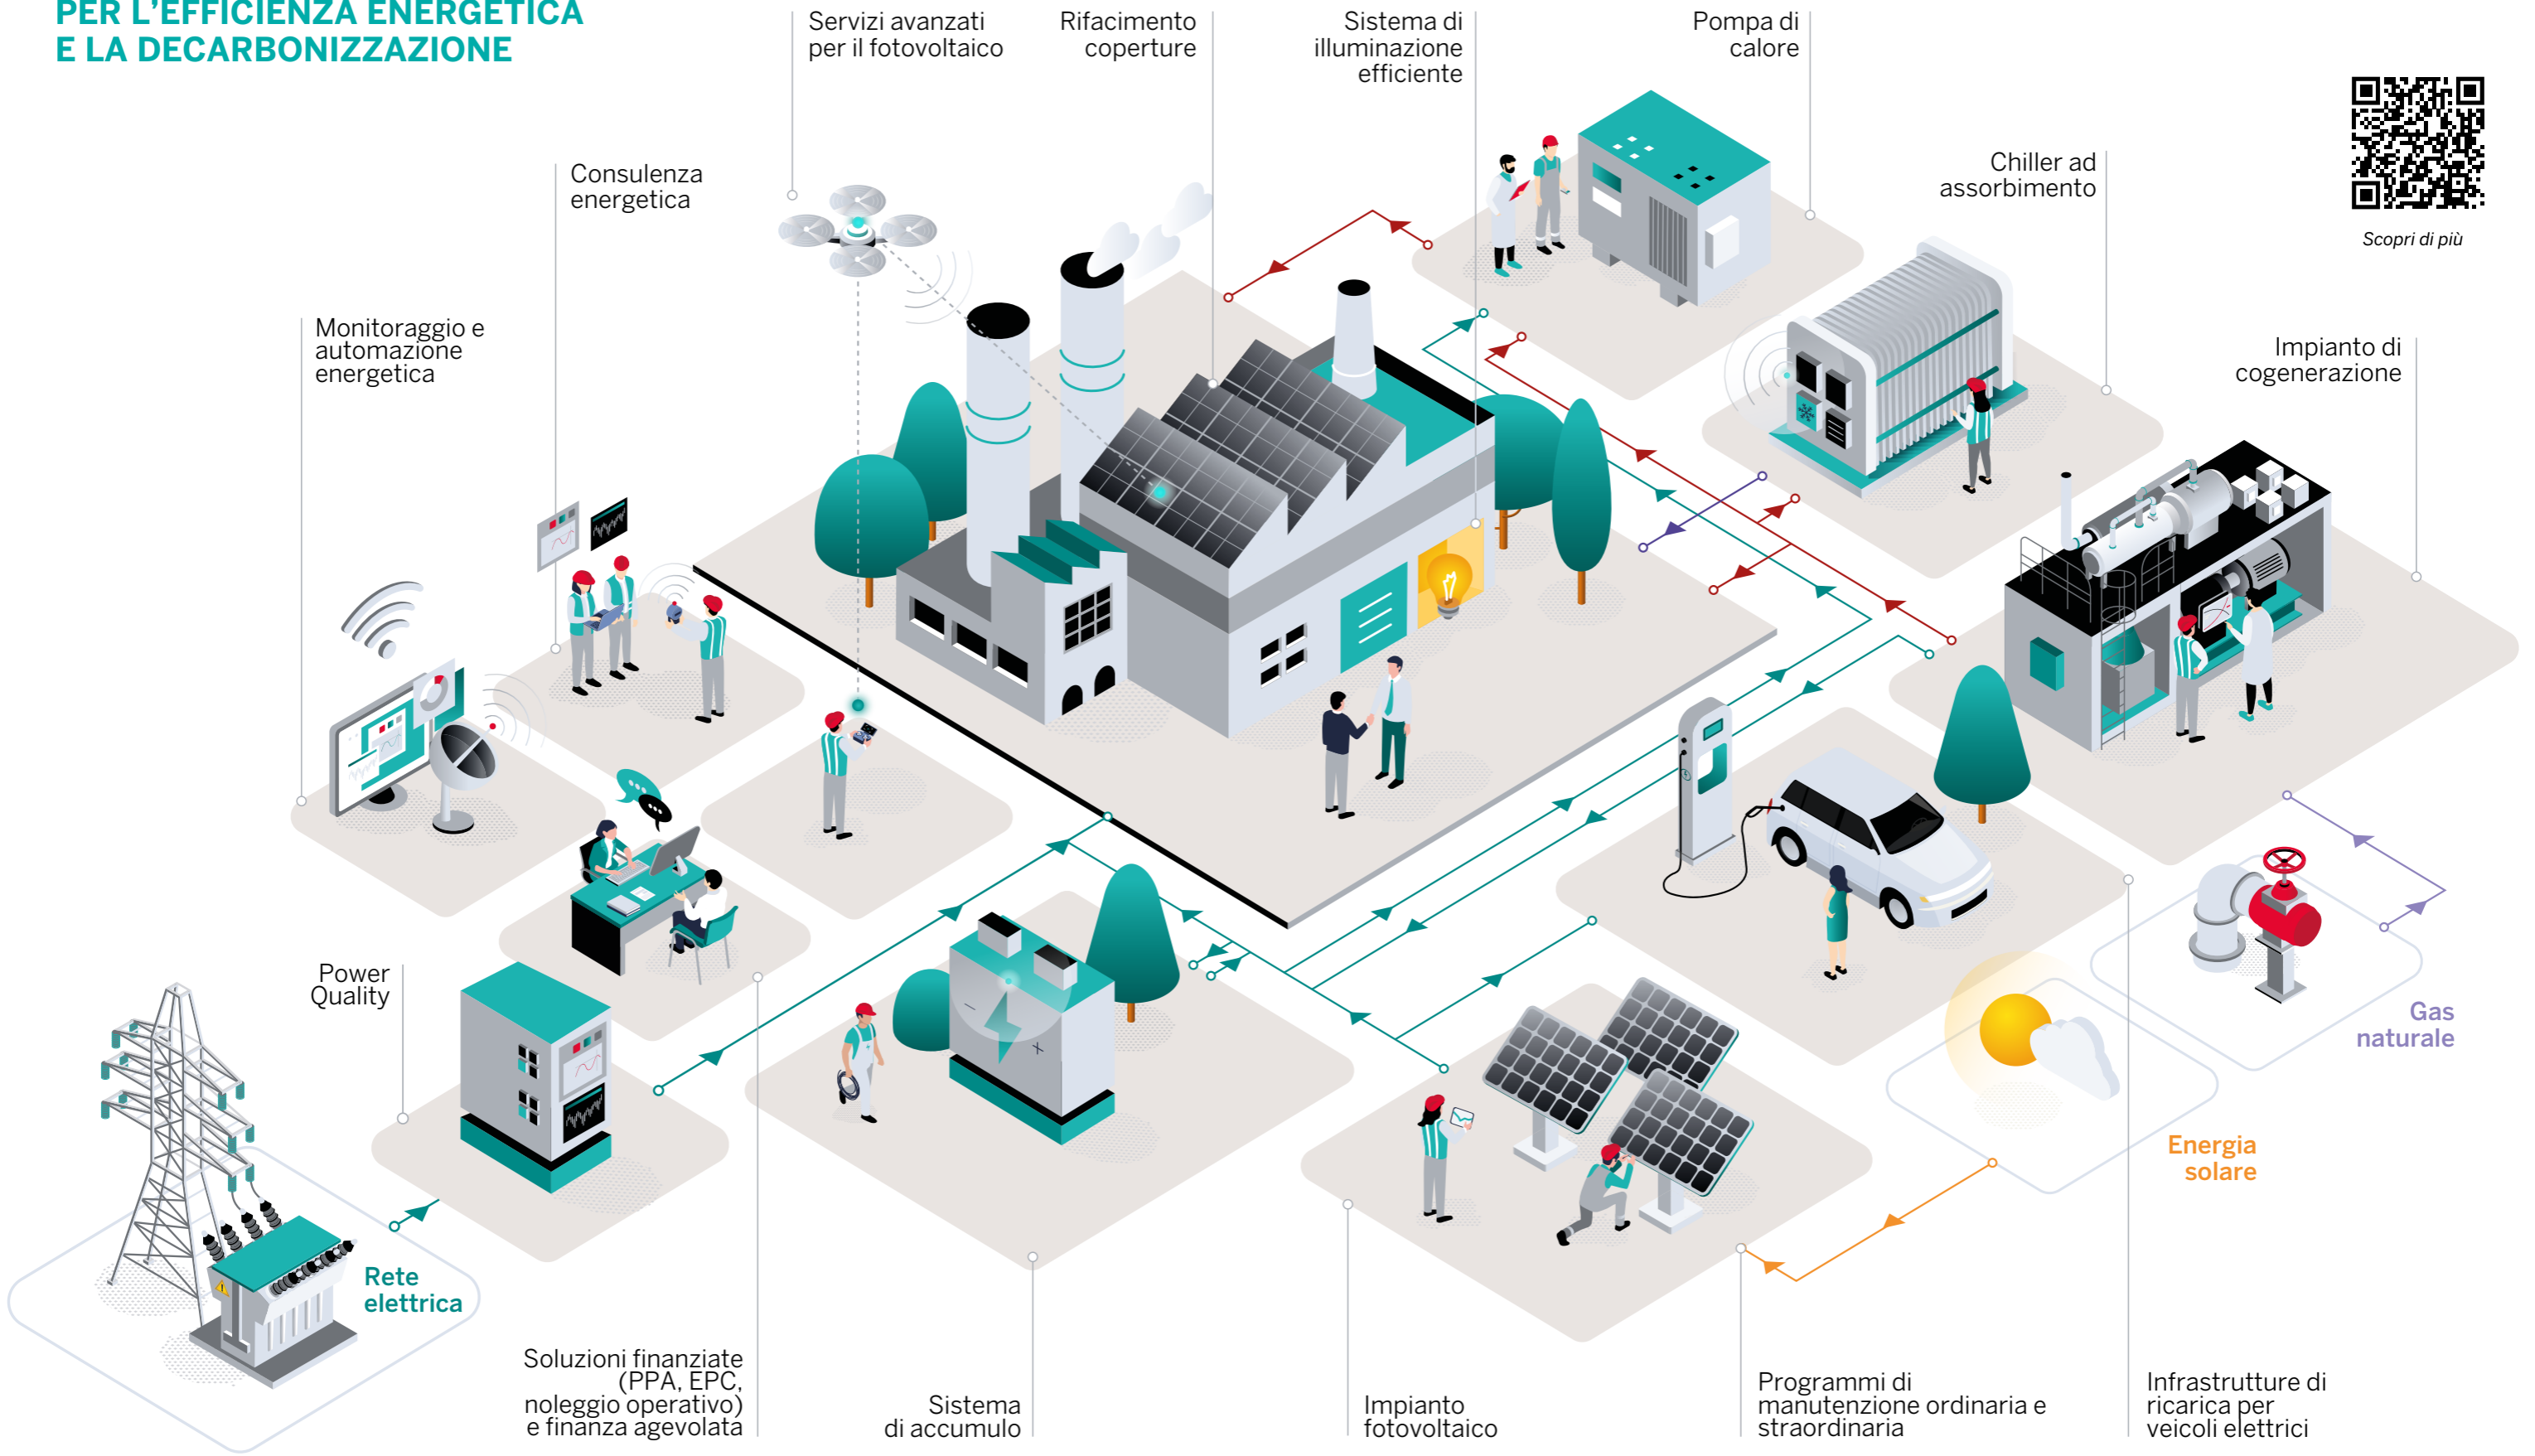 PER L'EFFICIENZA ENERGETICA
E LA DECARBONIZZAZIONE
Servizi avanzati
per il fotovoltaico
Rifacimento
coperture
Sistema di
illuminazione
efficiente
Pompa di
calore
Consulenza
energetica
Chiller ad
assorbimento
Scopri di più
Monitoraggio e
automazione
energetica
Impianto di
cogenerazione
Power
Quality
Gas
naturale
Energia
solare
Rete
elettrica
Soluzioni finanziate
(PPA, EPC,
noleggio operativo)
e finanza agevolata
Sistema
di accumulo
Impianto
fotovoltaico
Programmi di
manutenzione ordinaria e
straordinaria
Infrastrutture di
ricarica per
veicoli elettrici